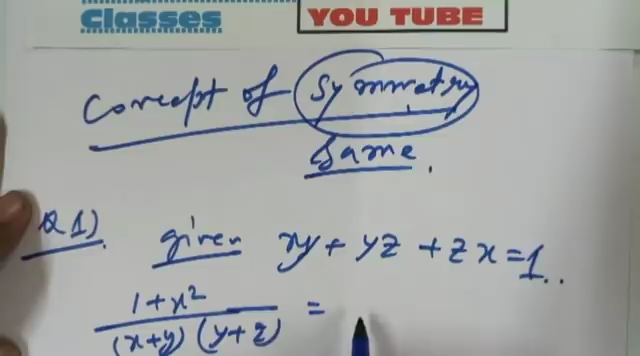 Classes YOU TUBE
Concept of Symmetry
Same.
Q 1) given xy + yz + zx = 1..
1 + x²
(x+y) (y+z) =